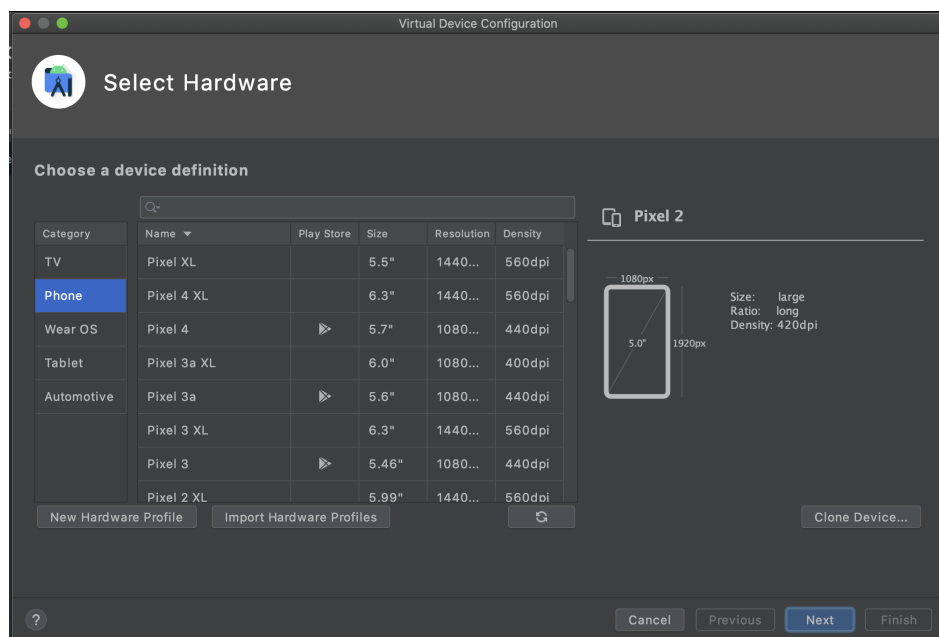 Virtual Device Configuration
Select Hardware
Choose a device definition
Category
TV
Phone
Wear OS
Tablet
Automotive
Name Play Store Size Resolution Density
Pixel XL 5.5" 1440... 560dpi
Pixel 4 XL 6.3" 1440... 560dpi
Pixel 4 5.7" 1080... 440dpi
Pixel 3a XL 6.0" 1080... 400dpi
Pixel 3a 5.6" 1080... 440dpi
Pixel 3 XL 6.3" 1440... 560dpi
Pixel 3 5.46" 1080... 440dpi
Pixel 2 XL 5.99" 1440... 560dpi
New Hardware Profile Import Hardware Profiles
Pixel 2
1080px
5.0"
1920px
Size: large
Ratio: long
Density: 420dpi
Clone Device...
? Cancel Previous Next Finish